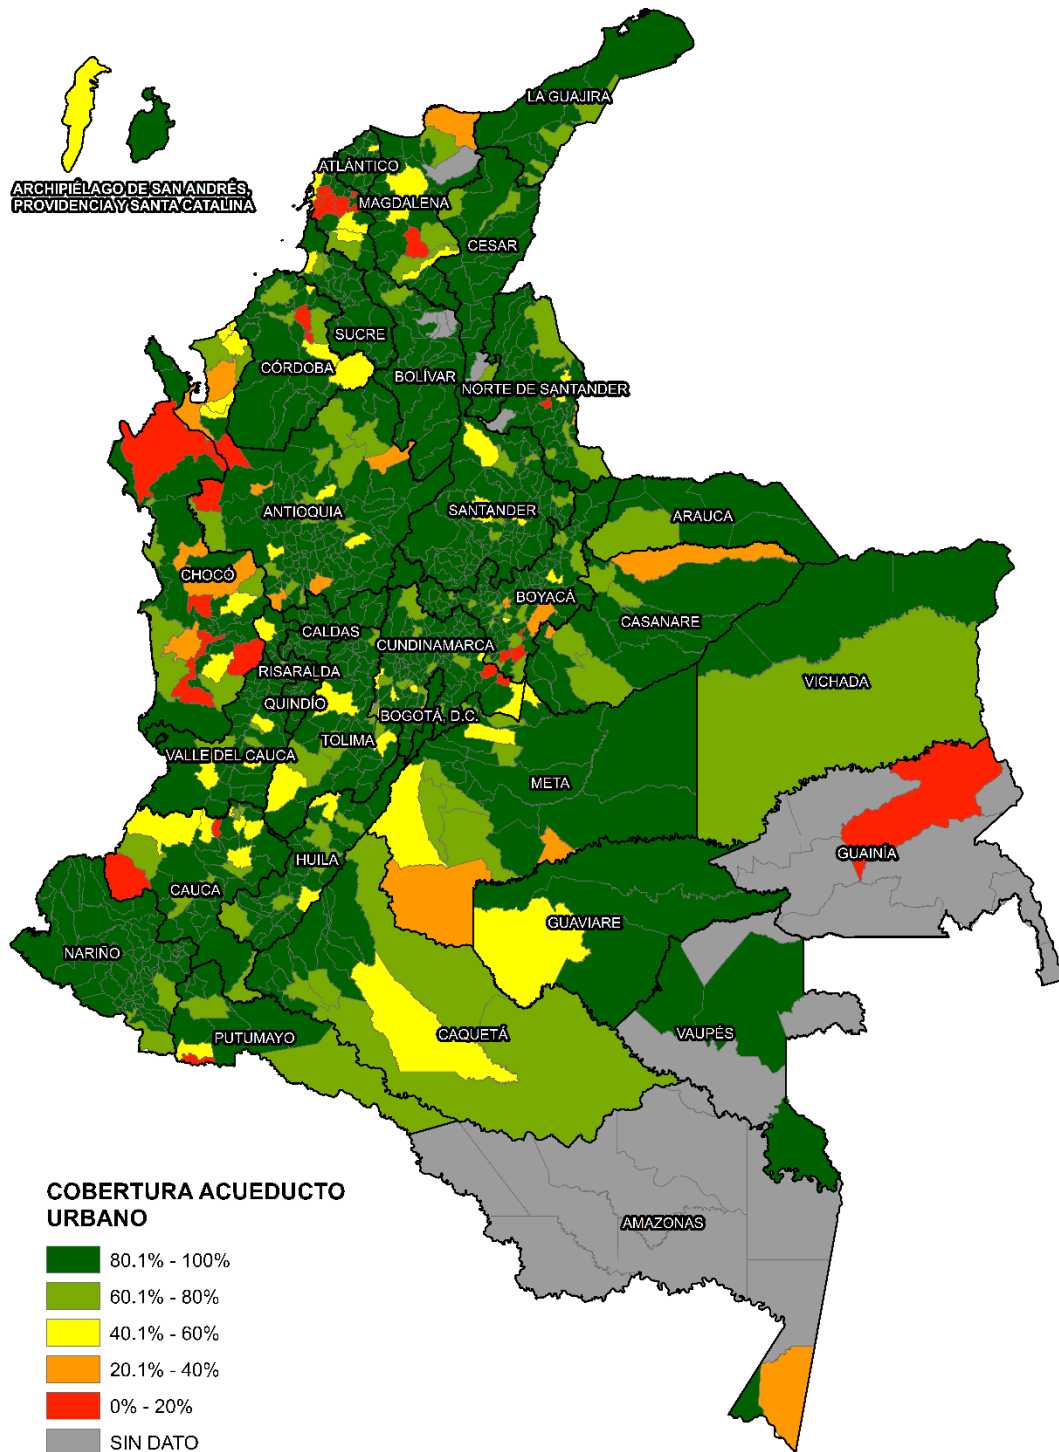 LA GUAJIRA
ATLÁNTICO
ARCHIPIÉLAGO DE SAN ANDRÉS,
PROVIDENCIA Y SANTA CATALINA
MAGDALENA
CESAR
SUCRE
CÓRDOBA
BOLÍVAR
NORTE DE SANTANDER
ANTIOQUIA
SANTANDER
ARAUCA
CHOCÓ
BOYACÁ
CASANARE
CALDAS
CUNDINAMARCA
RISARALDA
VICHADA
QUINDÍO
BOGOTÁ, D.C.
TOLIMA
VALLE DEL CAUCA
META
GUAINÍA
HUILA
CAUCA
GUAVIARE
NARIÑO
PUTUMAYO
CAQUETÁ
VAUPÉS
AMAZONAS
COBERTURA ACUEDUCTO
URBANO
80.1% - 100%
60.1% - 80%
40.1% - 60%
20.1% - 40%
0% - 20%
SIN DATO